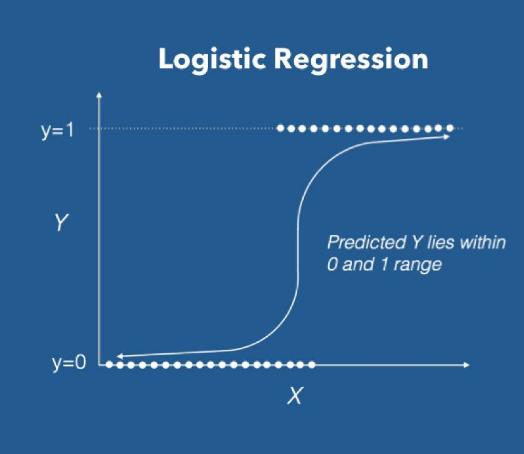 Logistic Regression
y=1
Y
Predicted Y lies within
0 and 1 range
y=0
X